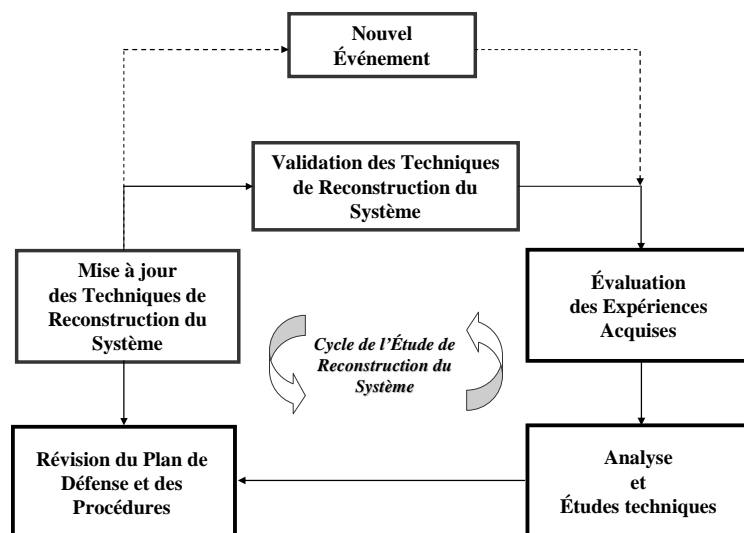 Nouvel
Événement
Validation des Techniques
de Reconstruction du
Système
Mise à jour
des Techniques de
Reconstruction du
Système
Évaluation
des Expériences
Acquises
Cycle de l’Étude de
Reconstruction du
Système
Révision du Plan de
Défense et des
Procédures
Analyse
et
Études techniques